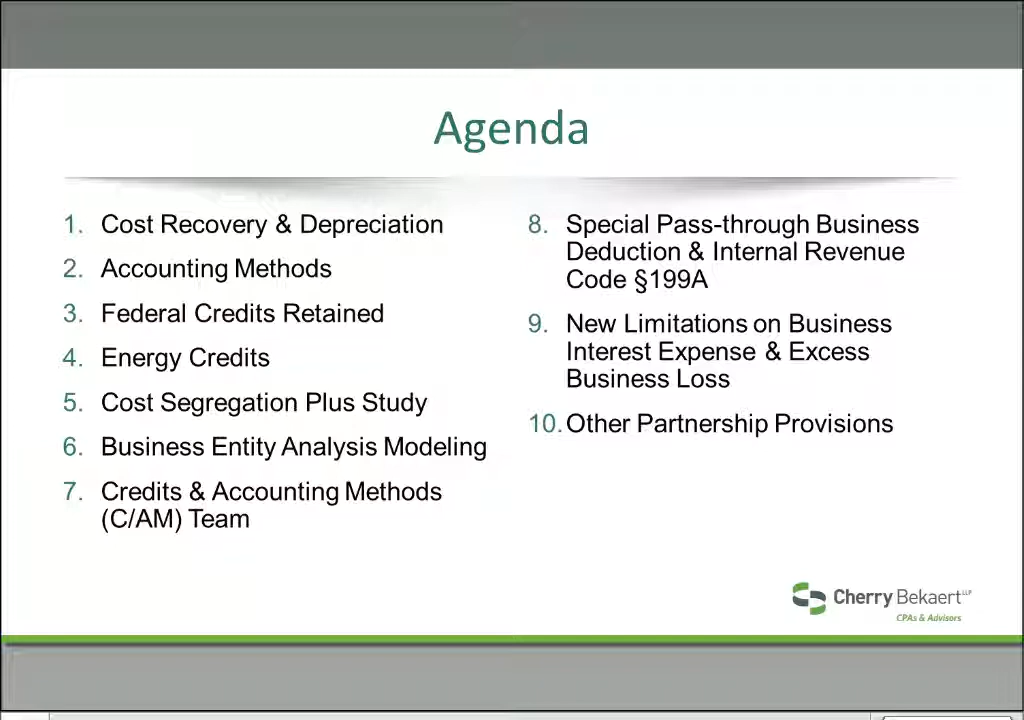 Agenda
1. Cost Recovery & Depreciation
2. Accounting Methods
3. Federal Credits Retained
4. Energy Credits
5. Cost Segregation Plus Study
6. Business Entity Analysis Modeling
7. Credits & Accounting Methods
(C/AM) Team
8. Special Pass-through Business
Deduction & Internal Revenue
Code §199A
9. New Limitations on Business
Interest Expense & Excess
Business Loss
10. Other Partnership Provisions
Cherry Bekaert LLP
CPAs & Advisors